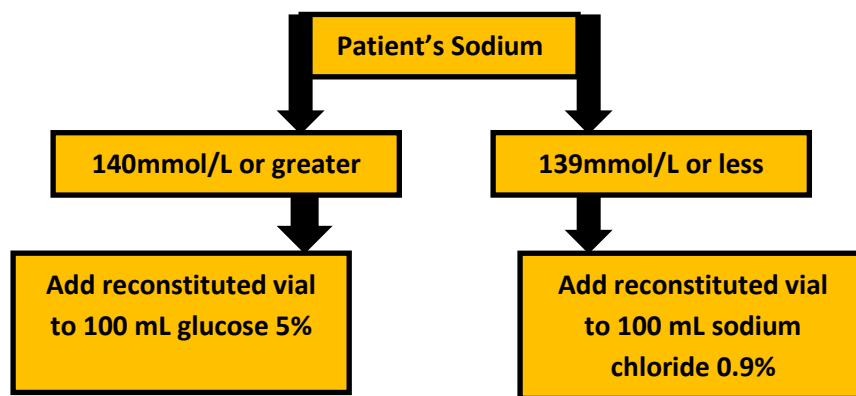 Patient’s Sodium
140mmol/L or greater
139mmol/L or less
Add reconstituted vial
to 100 mL glucose 5%
Add reconstituted vial
to 100 mL sodium
chloride 0.9%